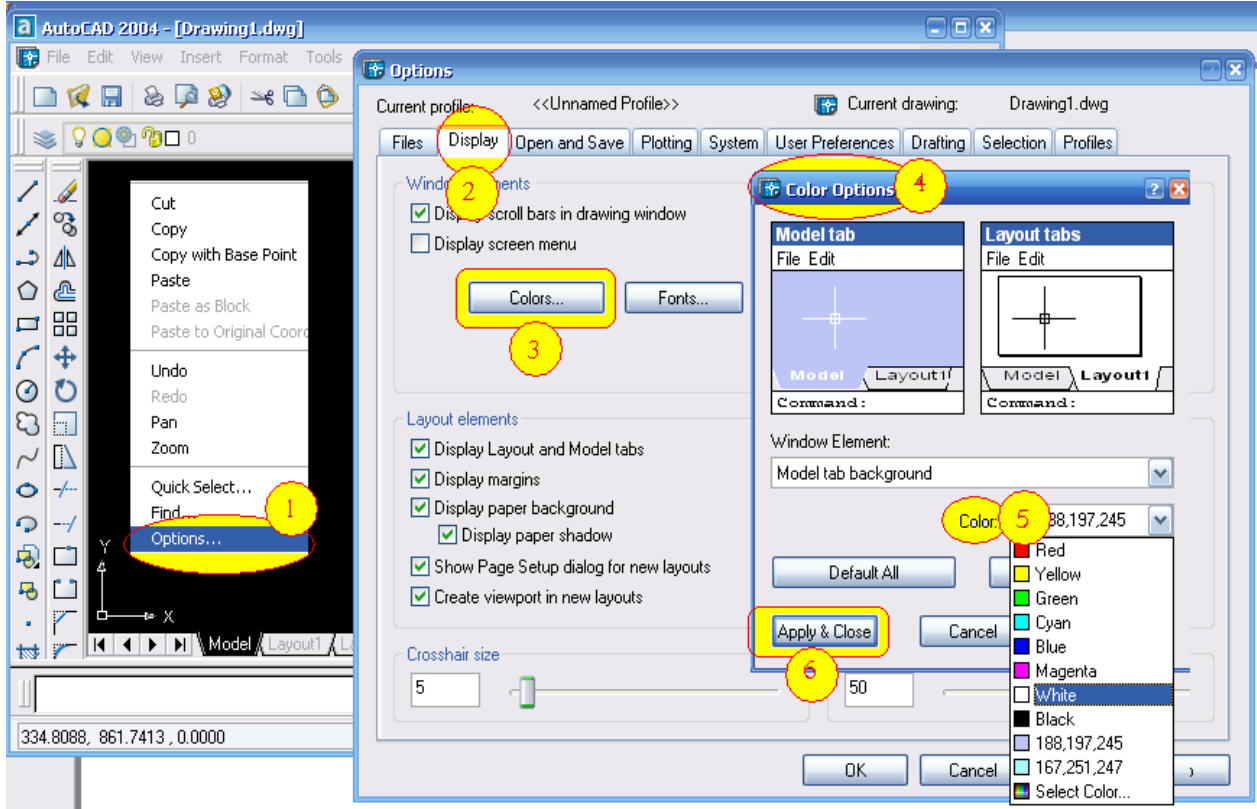 AutoCAD 2004 - [Drawing1.dwg]
File Edit View Insert Format Tools
0
Cut
Copy
Copy with Base Point
Paste
Paste as Block
Paste to Original Coord
Undo
Redo
Pan
Zoom
Quick Select...
Find...
1
Options...
Y
X
Model Layout1
334.8088, 861.7413 , 0.0000
Options
Current profile: <<Unnamed Profile>> Current drawing: Drawing1.dwg
Files Display Open and Save Plotting System User Preferences Drafting Selection Profiles
2
Display scroll bars in drawing window
Display screen menu
Colors... Fonts...
3
Layout elements
Display Layout and Model tabs
Display margins
Display paper background
Display paper shadow
Show Page Setup dialog for new layouts
Create viewport in new layouts
Crosshair size
5
50
OK Cancel
Color Options 4
Model tab Layout tabs
File Edit File Edit
Model Layout1 Model Layout1
Command: Command:
Window Element:
Model tab background
Color: 5 88,197,245
Red
Yellow
Green
Cyan
Blue
Magenta
White
Black
188,197,245
167,251,247
Select Color...
Default All
Apply & Close Cancel
6